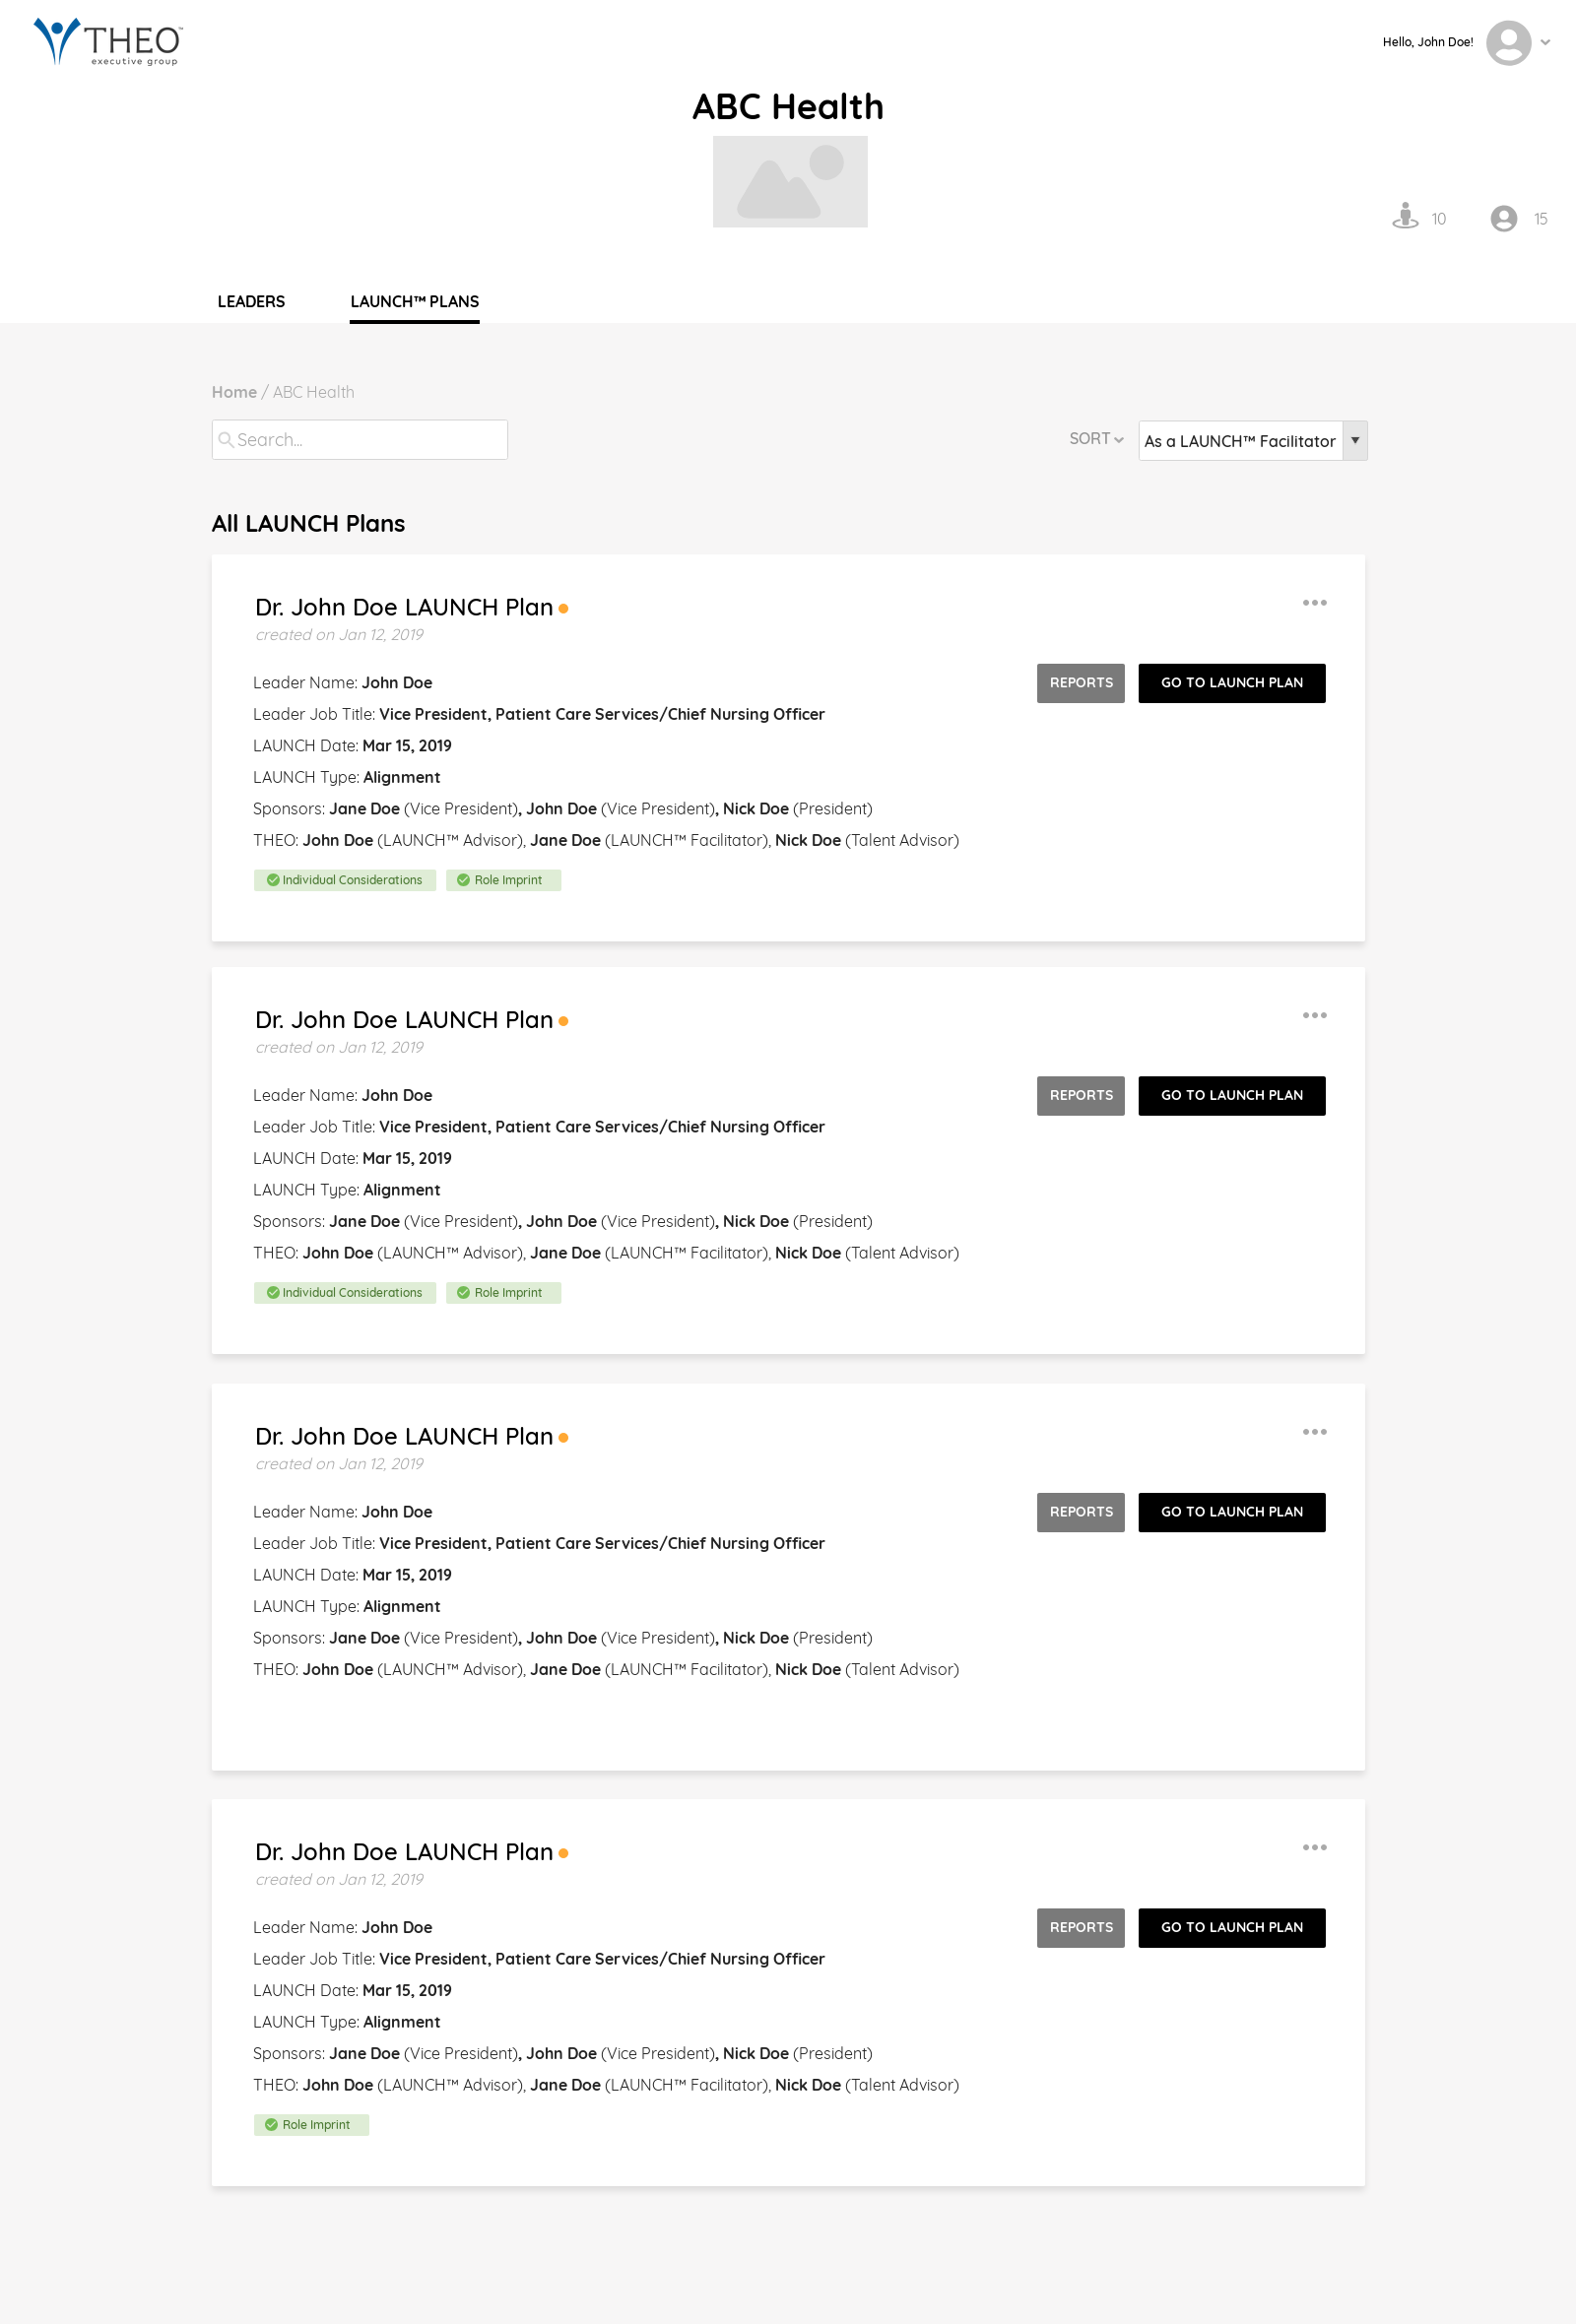 THEO™
executive group
Hello, John Doe!
ABC Health
10
15
LEADERS
LAUNCH™ PLANS
Home / ABC Health
Search...
SORT
As a LAUNCH™ Facilitator
All LAUNCH Plans
Dr. John Doe LAUNCH Plan
created on Jan 12, 2019
Leader Name: John Doe
REPORTS
GO TO LAUNCH PLAN
Leader Job Title: Vice President, Patient Care Services/Chief Nursing Officer
LAUNCH Date: Mar 15, 2019
LAUNCH Type: Alignment
Sponsors: Jane Doe (Vice President), John Doe (Vice President), Nick Doe (President)
THEO: John Doe (LAUNCH™ Advisor), Jane Doe (LAUNCH™ Facilitator), Nick Doe (Talent Advisor)
Individual Considerations
Role Imprint
Dr. John Doe LAUNCH Plan
created on Jan 12, 2019
Leader Name: John Doe
REPORTS
GO TO LAUNCH PLAN
Leader Job Title: Vice President, Patient Care Services/Chief Nursing Officer
LAUNCH Date: Mar 15, 2019
LAUNCH Type: Alignment
Sponsors: Jane Doe (Vice President), John Doe (Vice President), Nick Doe (President)
THEO: John Doe (LAUNCH™ Advisor), Jane Doe (LAUNCH™ Facilitator), Nick Doe (Talent Advisor)
Individual Considerations
Role Imprint
Dr. John Doe LAUNCH Plan
created on Jan 12, 2019
Leader Name: John Doe
REPORTS
GO TO LAUNCH PLAN
Leader Job Title: Vice President, Patient Care Services/Chief Nursing Officer
LAUNCH Date: Mar 15, 2019
LAUNCH Type: Alignment
Sponsors: Jane Doe (Vice President), John Doe (Vice President), Nick Doe (President)
THEO: John Doe (LAUNCH™ Advisor), Jane Doe (LAUNCH™ Facilitator), Nick Doe (Talent Advisor)
Dr. John Doe LAUNCH Plan
created on Jan 12, 2019
Leader Name: John Doe
REPORTS
GO TO LAUNCH PLAN
Leader Job Title: Vice President, Patient Care Services/Chief Nursing Officer
LAUNCH Date: Mar 15, 2019
LAUNCH Type: Alignment
Sponsors: Jane Doe (Vice President), John Doe (Vice President), Nick Doe (President)
THEO: John Doe (LAUNCH™ Advisor), Jane Doe (LAUNCH™ Facilitator), Nick Doe (Talent Advisor)
Role Imprint